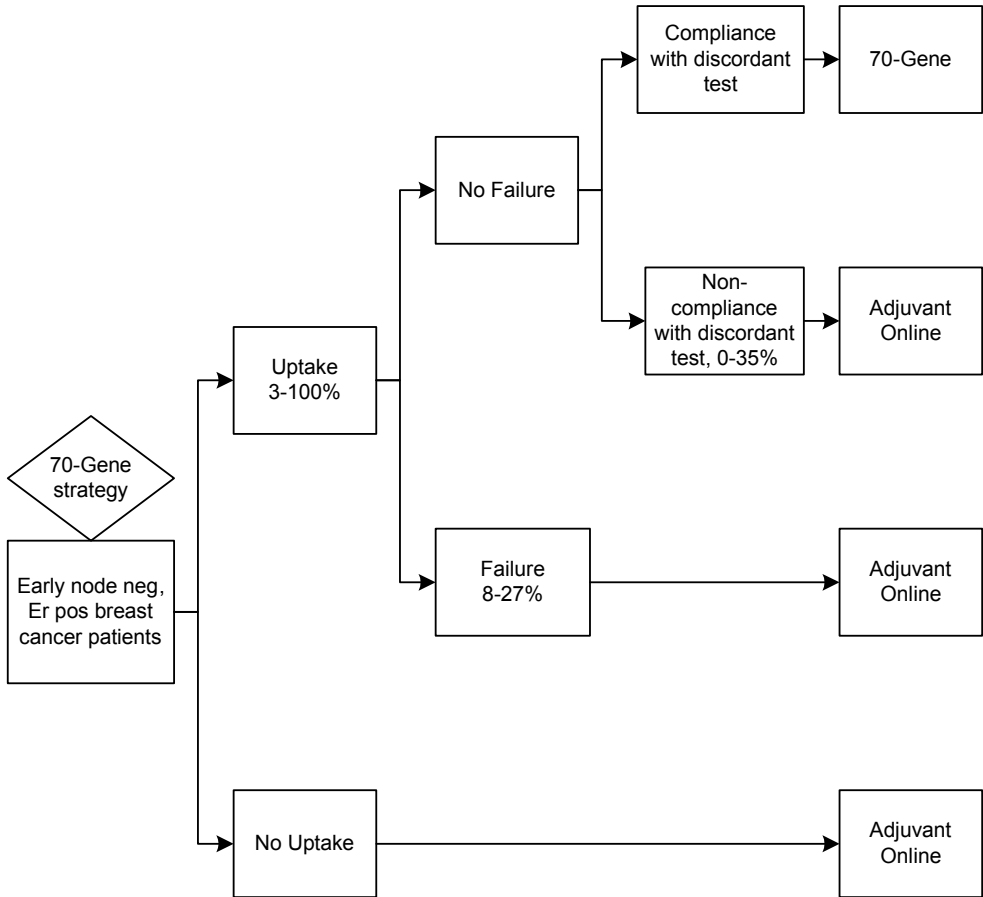 Compliance
with discordant
test
70-Gene
No Failure
Non-
compliance
with discordant
test, 0-35%
Adjuvant
Online
Uptake
3-100%
70-Gene
strategy
Early node neg,
Er pos breast
cancer patients
Failure
8-27%
Adjuvant
Online
No Uptake
Adjuvant
Online